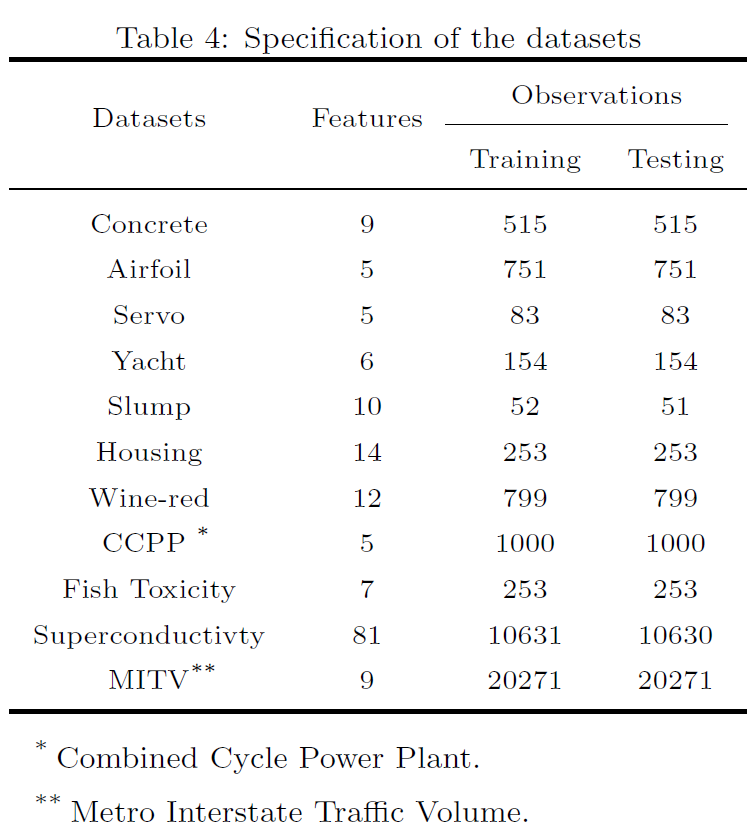 Table 4: Specification of the datasets
Observations
Datasets Features
Training Testing
Concrete 9 515 515
Airfoil 5 751 751
Servo 5 83 83
Yacht 6 154 154
Slump 10 52 51
Housing 14 253 253
Wine-red 12 799 799
CCPP * 5 1000 1000
Fish Toxicity 7 253 253
Superconductivty 81 10631 10630
MITV** 9 20271 20271
* Combined Cycle Power Plant.
** Metro Interstate Traffic Volume.